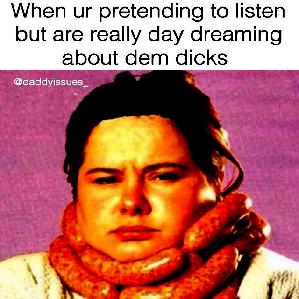 When ur pretending to listen
but are really day dreaming
about dem dicks
@daddyissues_